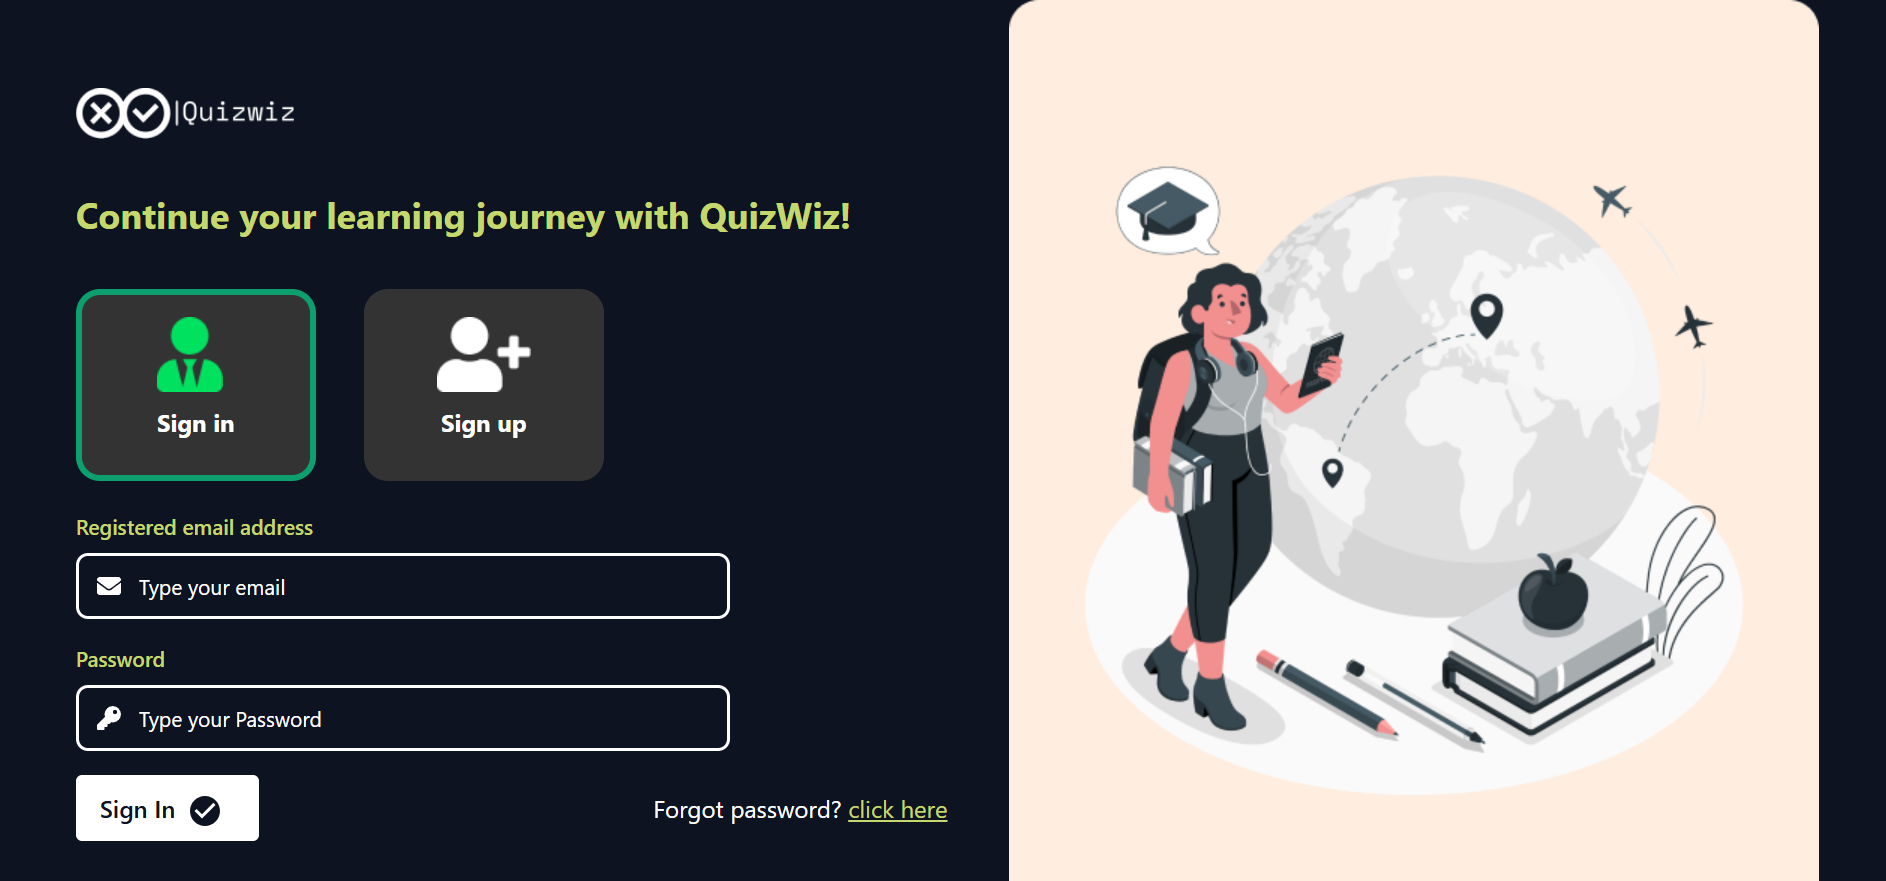 |Quizwiz
Continue your learning journey with QuizWiz!
Sign in
Sign up
Registered email address
Type your email
Password
Type your Password
Sign In
Forgot password? click here